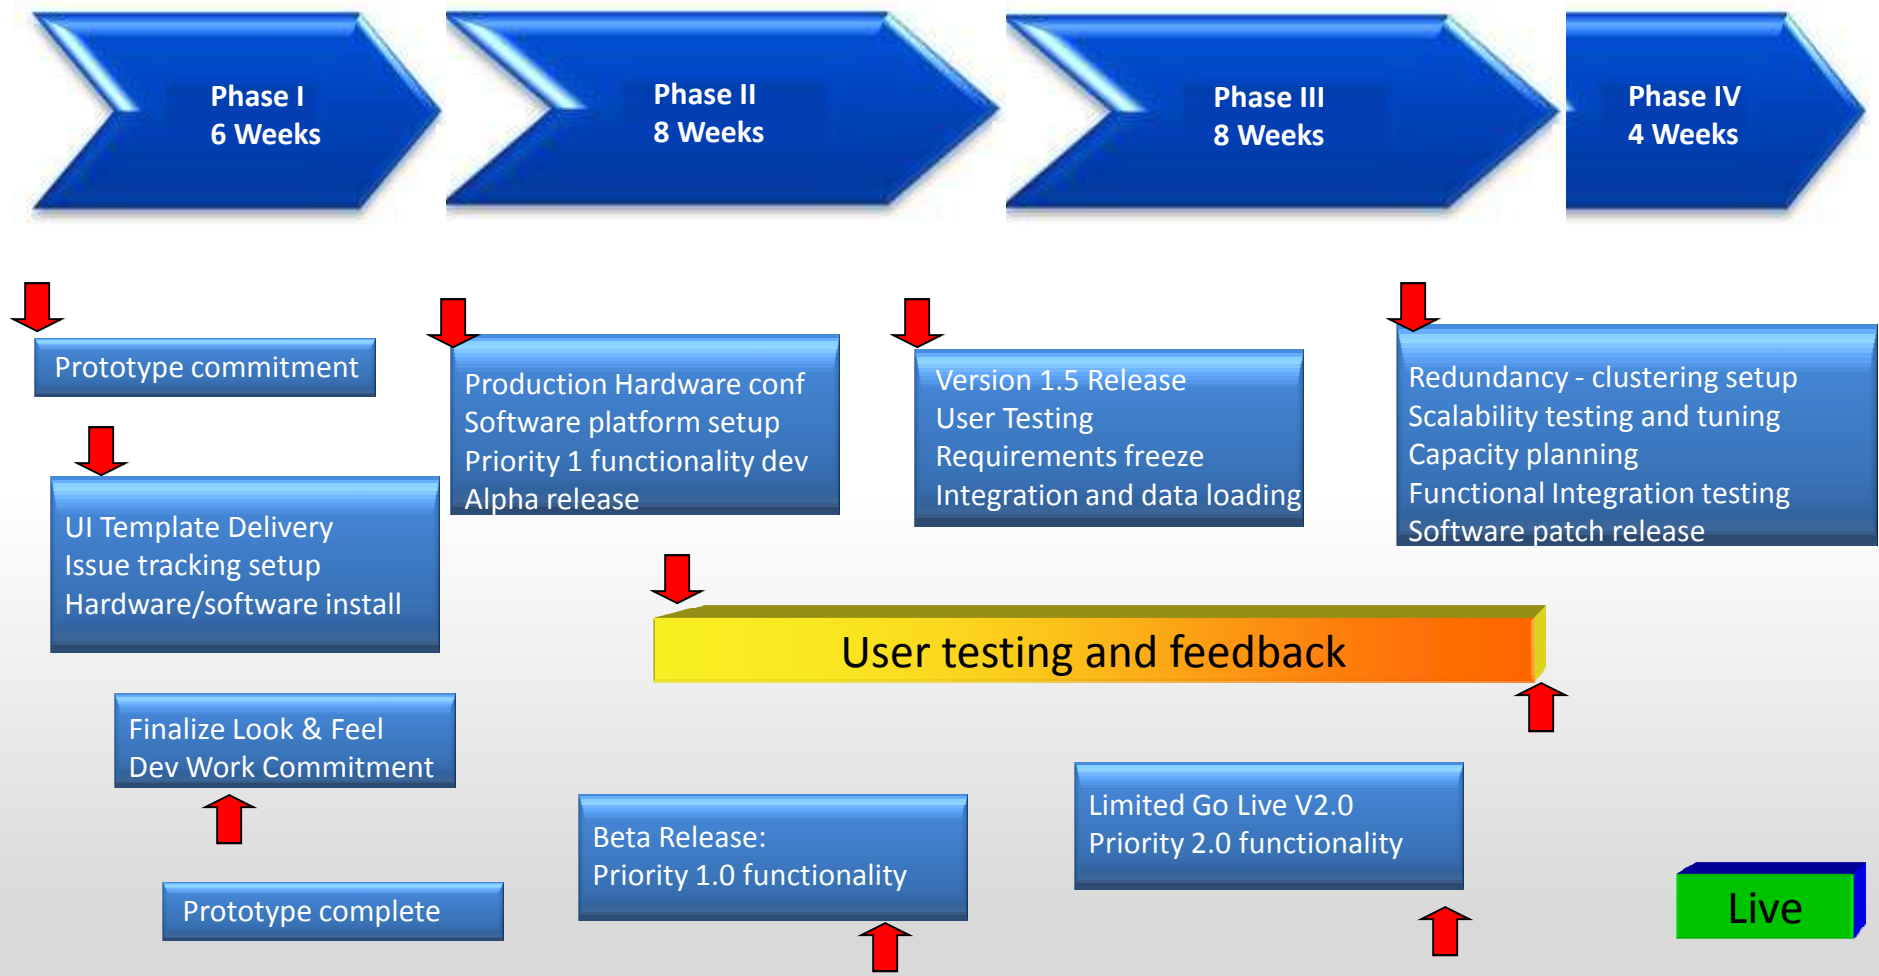 Phase I
6 Weeks
Phase II
8 Weeks
Phase III
8 Weeks
Phase IV
4 Weeks
Prototype commitment
UI Template Delivery
Issue tracking setup
Hardware/software install
Finalize Look & Feel
Dev Work Commitment
Prototype complete
Production Hardware conf
Software platform setup
Priority 1 functionality dev
Alpha release
Version 1.5 Release
User Testing
Requirements freeze
Integration and data loading
Redundancy - clustering setup
Scalability testing and tuning
Capacity planning
Functional Integration testing
Software patch release
User testing and feedback
Beta Release:
Priority 1.0 functionality
Limited Go Live V2.0
Priority 2.0 functionality
Live